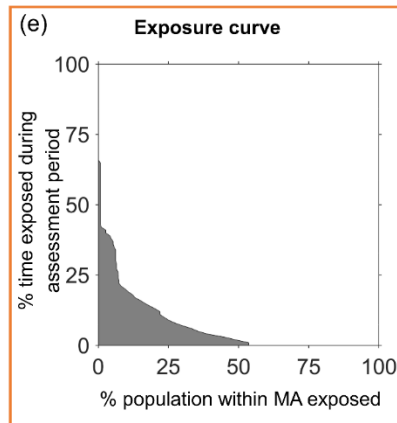 (e)
Exposure curve
% time exposed during
assessment period
100
75
50
25
0
0 25 50 75 100
% population within MA exposed